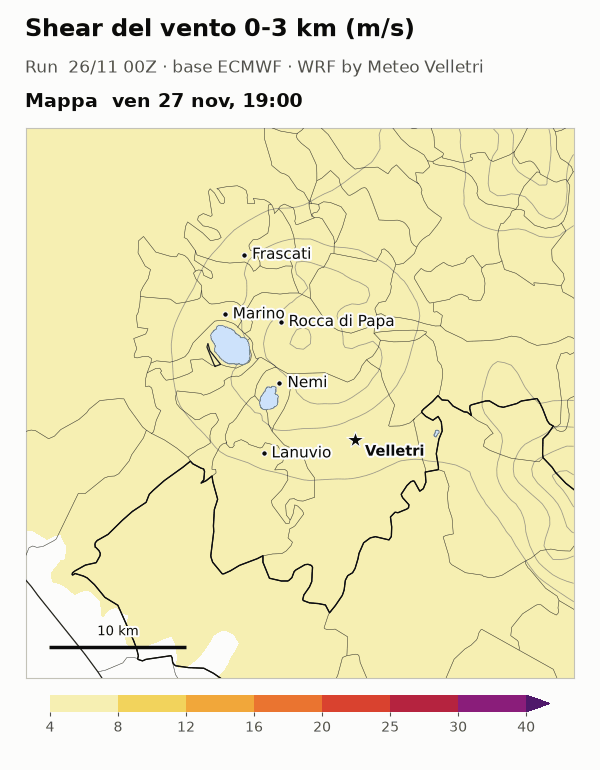 Shear del vento 0-3 km (m/s)
Run  26/11 00Z · base ECMWF · WRF by Meteo Velletri
Mappa  ven 27 nov, 19:00
Frascati
Marino
Rocca di Papa
Nemi
Velletri
Lanuvio
10 km
4 8 12 16 20 25 30 40